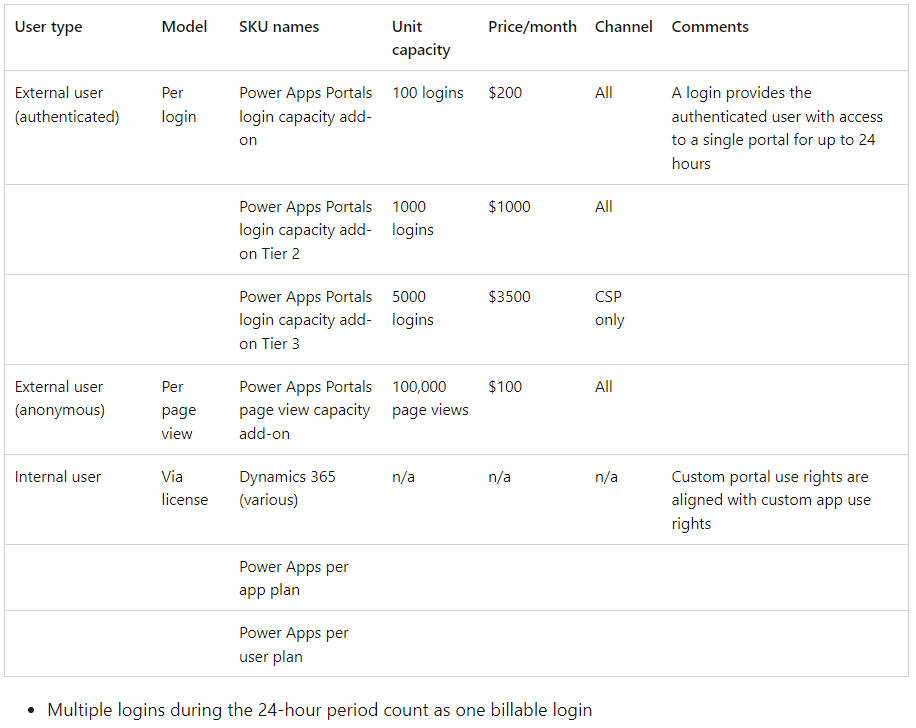 User type Model SKU names Unit capacity Price/month Channel Comments
External user (authenticated) Per login Power Apps Portals login capacity add-on 100 logins $200 All A login provides the authenticated user with access to a single portal for up to 24 hours
Power Apps Portals login capacity add-on Tier 2 1000 logins $1000 All
Power Apps Portals login capacity add-on Tier 3 5000 logins $3500 CSP only
External user (anonymous) Per page view Power Apps Portals page view capacity add-on 100,000 page views $100 All
Internal user Via license Dynamics 365 (various) n/a n/a n/a Custom portal use rights are aligned with custom app use rights
Power Apps per app plan
Power Apps per user plan
• Multiple logins during the 24-hour period count as one billable login